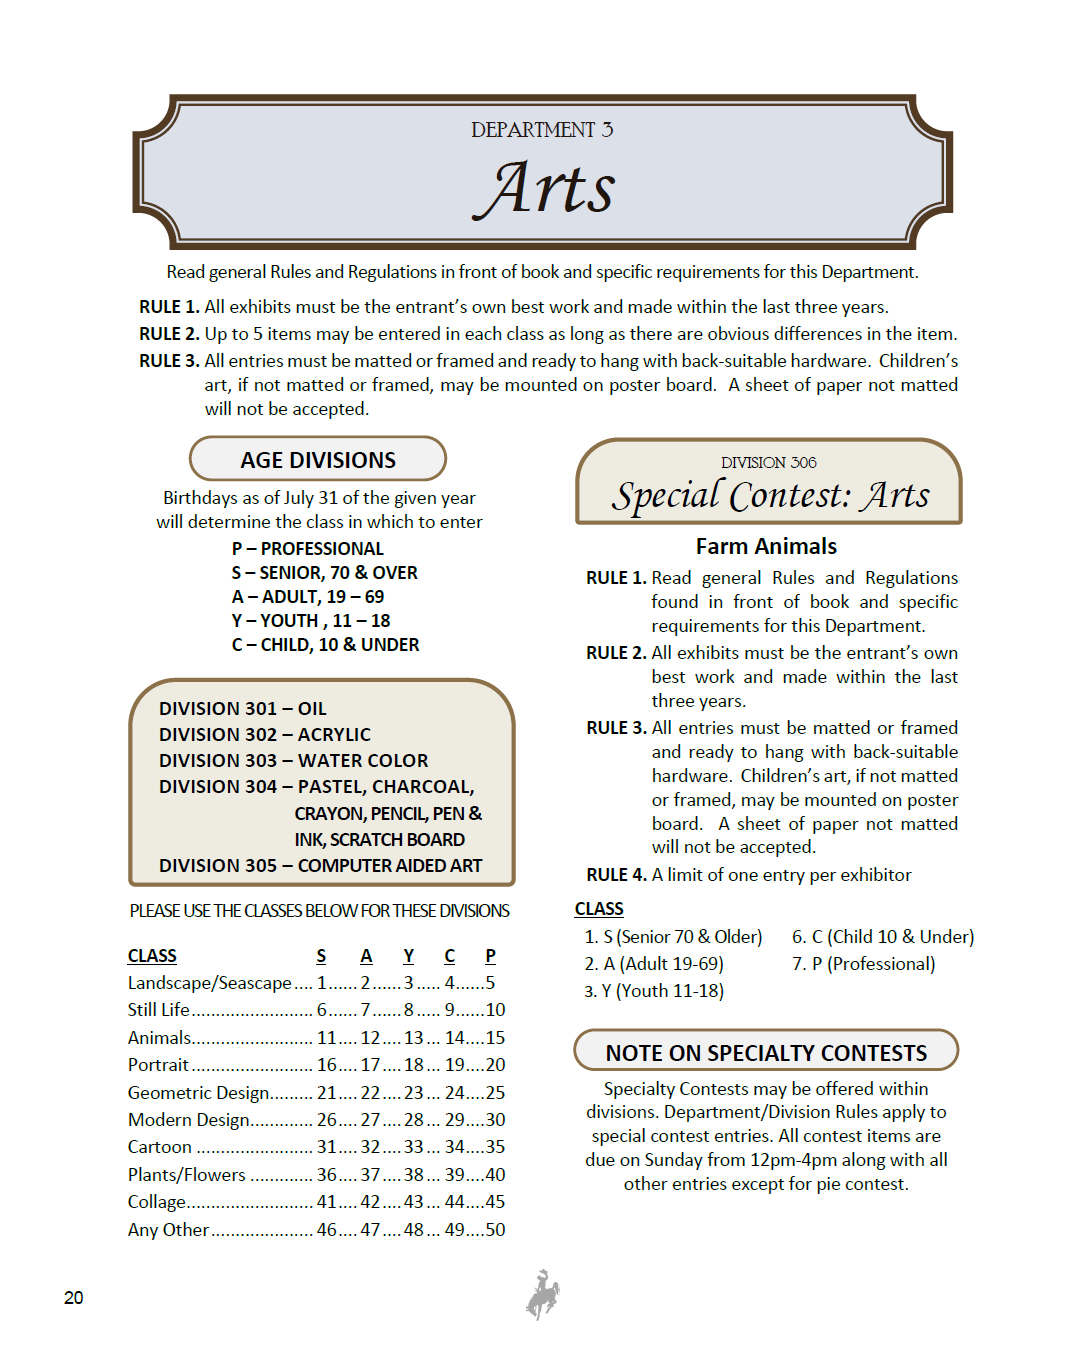 DEPARTMENT 3
Arts
Read general Rules and Regulations in front of book and specific requirements for this Department.
RULE 1. All exhibits must be the entrant’s own best work and made within the last three years.
RULE 2. Up to 5 items may be entered in each class as long as there are obvious differences in the item.
RULE 3. All entries must be matted or framed and ready to hang with back-suitable hardware. Children’s
art, if not matted or framed, may be mounted on poster board. A sheet of paper not matted
will not be accepted.
AGE DIVISIONS
Birthdays as of July 31 of the given year
will determine the class in which to enter
P – PROFESSIONAL
S – SENIOR, 70 & OVER
A – ADULT, 19 – 69
Y – YOUTH , 11 – 18
C – CHILD, 10 & UNDER
DIVISION 301 – OIL
DIVISION 302 – ACRYLIC
DIVISION 303 – WATER COLOR
DIVISION 304 – PASTEL, CHARCOAL,
CRAYON, PENCIL, PEN &
INK, SCRATCH BOARD
DIVISION 305 – COMPUTER AIDED ART
PLEASE USE THE CLASSES BELOW FOR THESE DIVISIONS
CLASS S A Y C P
Landscape/Seascape .... 1 ...... 2 ...... 3 ..... 4 ...... 5
Still Life ......................... 6 ...... 7 ...... 8 ..... 9 ...... 10
Animals ......................... 11 .... 12 .... 13 ... 14 .... 15
Portrait ......................... 16 .... 17 .... 18 ... 19 .... 20
Geometric Design ......... 21 .... 22 .... 23 ... 24 .... 25
Modern Design ............. 26 .... 27 .... 28 ... 29 .... 30
Cartoon ........................ 31 .... 32 .... 33 ... 34 .... 35
Plants/Flowers ............. 36 .... 37 .... 38 ... 39 .... 40
Collage .......................... 41 .... 42 .... 43 ... 44 .... 45
Any Other ..................... 46 .... 47 .... 48 ... 49 .... 50
DIVISION 306
Special Contest: Arts
Farm Animals
RULE 1. Read general Rules and Regulations
found in front of book and specific
requirements for this Department.
RULE 2. All exhibits must be the entrant’s own
best work and made within the last
three years.
RULE 3. All entries must be matted or framed
and ready to hang with back-suitable
hardware. Children’s art, if not matted
or framed, may be mounted on poster
board. A sheet of paper not matted
will not be accepted.
RULE 4. A limit of one entry per exhibitor
CLASS
1. S (Senior 70 & Older) 6. C (Child 10 & Under)
2. A (Adult 19-69) 7. P (Professional)
3. Y (Youth 11-18)
NOTE ON SPECIALTY CONTESTS
Specialty Contests may be offered within
divisions. Department/Division Rules apply to
special contest entries. All contest items are
due on Sunday from 12pm-4pm along with all
other entries except for pie contest.
20